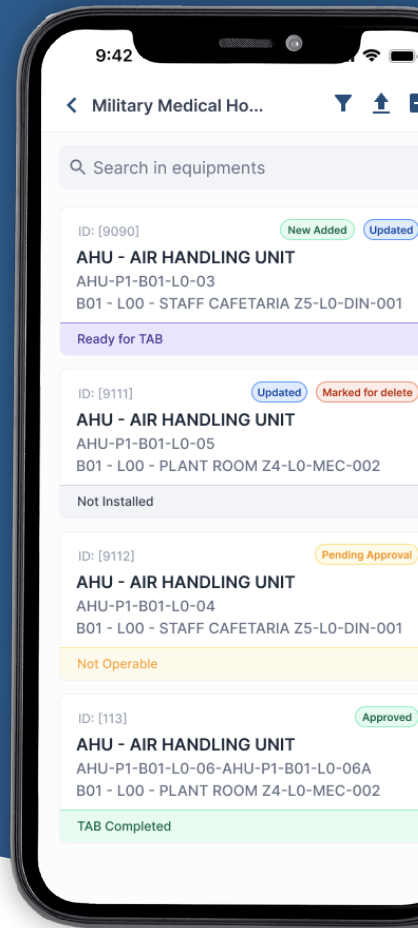 9:42
Military Medical Ho...
Search in equipments
ID: [9090] New Added Updated
AHU - AIR HANDLING UNIT
AHU-P1-B01-L0-03
B01 - L00 - STAFF CAFETARIA Z5-L0-DIN-001
Ready for TAB
ID: [9111] Updated Marked for delete
AHU - AIR HANDLING UNIT
AHU-P1-B01-L0-05
B01 - L00 - PLANT ROOM Z4-L0-MEC-002
Not Installed
ID: [9112] Pending Approval
AHU - AIR HANDLING UNIT
AHU-P1-B01-L0-04
B01 - L00 - STAFF CAFETARIA Z5-L0-DIN-001
Not Operable
ID: [113] Approved
AHU - AIR HANDLING UNIT
AHU-P1-B01-L0-06-AHU-P1-B01-L0-06A
B01 - L00 - PLANT ROOM Z4-L0-MEC-002
TAB Completed